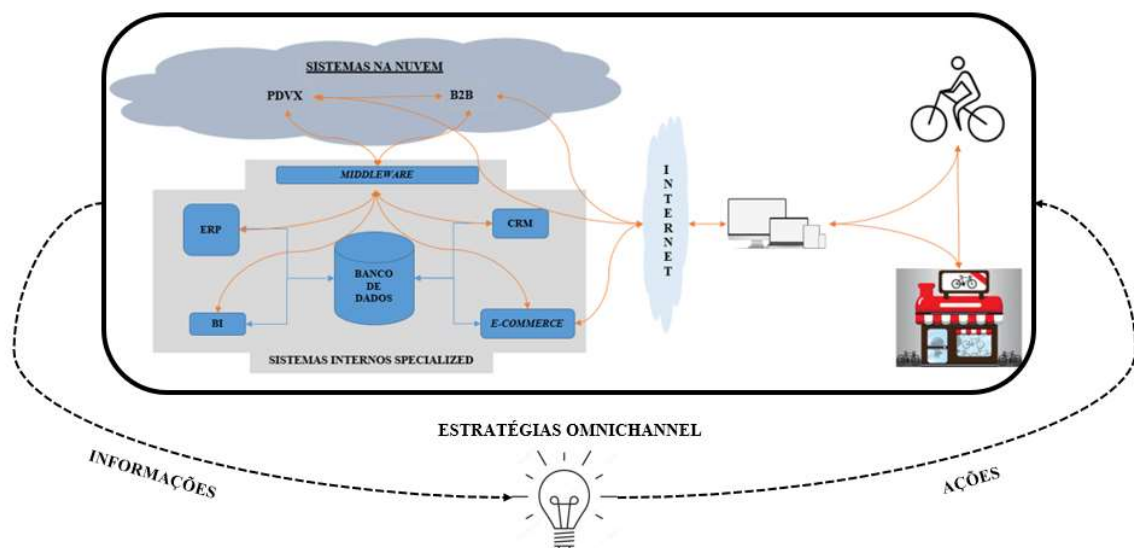 SISTEMAS NA NUVEM
PDVX
B2B
MIDDLEWARE
ERP
CRM
BANCO
DE
DADOS
BI
E-COMMERCE
SISTEMAS INTERNOS SPECIALIZED
INTERNET
ESTRATÉGIAS OMNICHANNEL
INFORMAÇÕES
AÇÕES